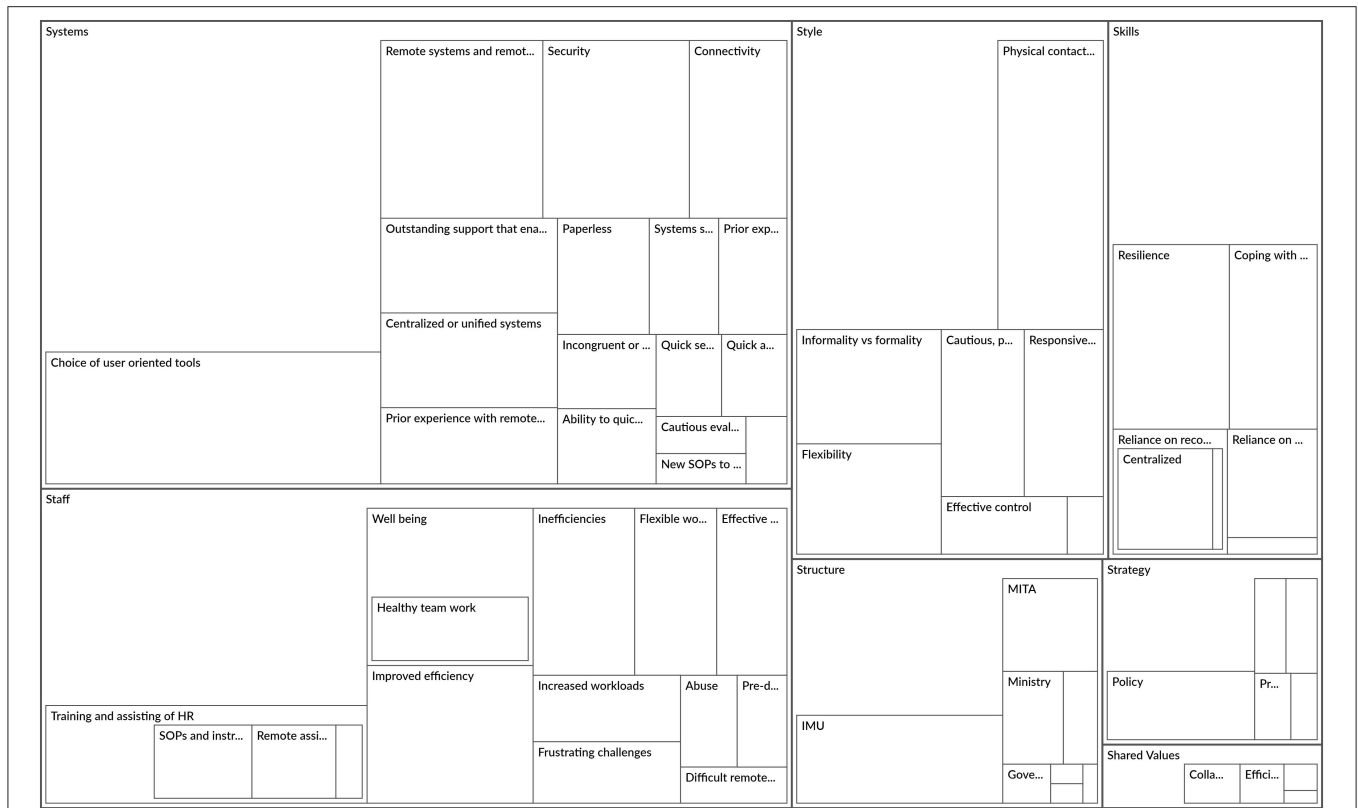 Systems
Remote systems and remot...
Security
Connectivity
Outstanding support that ena...
Paperless
Systems s...
Prior exp...
Centralized or unified systems
Incongruent or ...
Quick se...
Quick a...
Choice of user oriented tools
Prior experience with remote...
Ability to quic...
Cautious eval...
New SOPs to ...
Style
Physical contact...
Informality vs formality
Cautious, p...
Responsive...
Flexibility
Effective control
Skills
Resilience
Coping with ...
Reliance on reco...
Reliance on ...
Centralized
Staff
Well being
Inefficiencies
Flexible wo...
Effective ...
Healthy team work
Improved efficiency
Increased workloads
Abuse
Pre-d...
Training and assisting of HR
SOPs and instr...
Remote assi...
Frustrating challenges
Difficult remote...
Structure
MITA
Ministry
IMU
Gove...
Strategy
Policy
Pr...
Shared Values
Colla...
Effici...